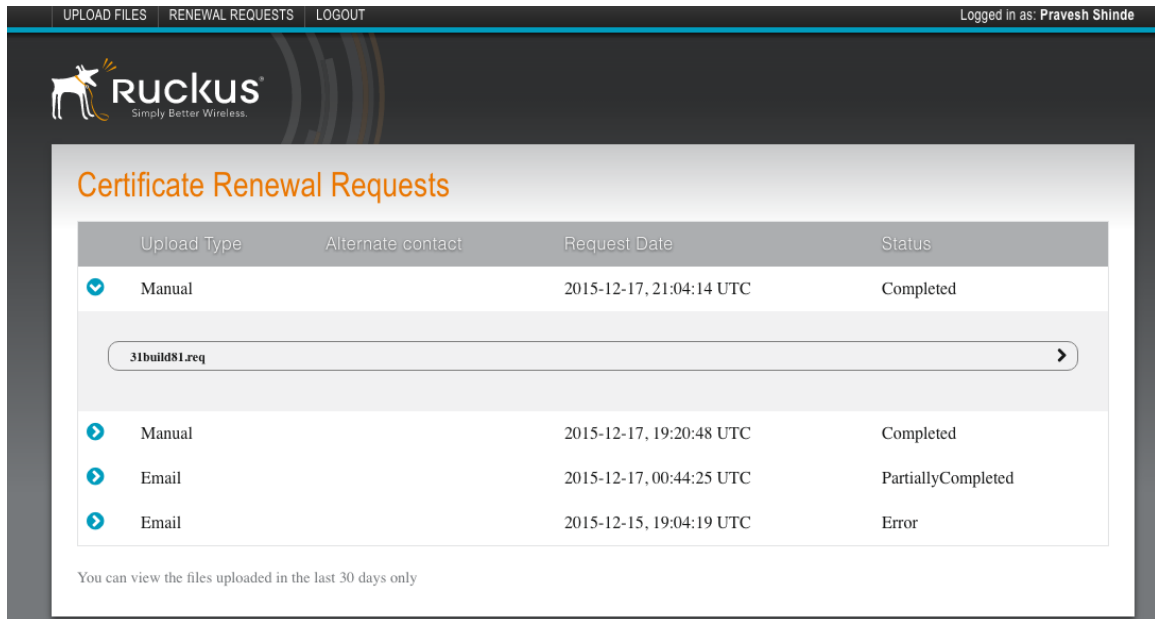 UPLOAD FILES RENEWAL REQUESTS LOGOUT Logged in as: Pravesh Shinde
Ruckus®
Simply Better Wireless.
Certificate Renewal Requests
Upload Type Alternate contact Request Date Status
Manual 2015-12-17, 21:04:14 UTC Completed
31build81.req
Manual 2015-12-17, 19:20:48 UTC Completed
Email 2015-12-17, 00:44:25 UTC PartiallyCompleted
Email 2015-12-15, 19:04:19 UTC Error
You can view the files uploaded in the last 30 days only